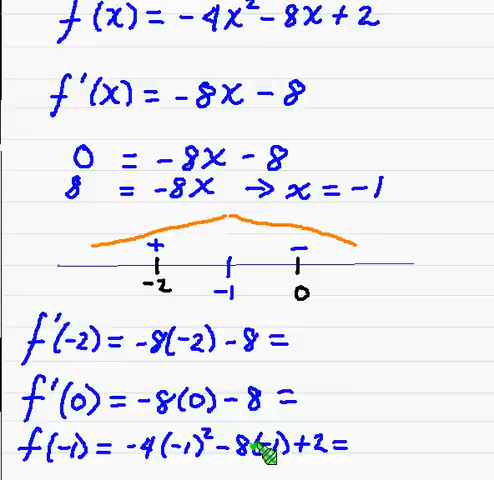 f(x) = -4x² - 8x + 2
f'(x) = -8x - 8
0 = -8x - 8
8 = -8x → x = -1
+ -
-2 -1 0
f'(-2) = -8(-2) - 8 =
f'(0) = -8(0) - 8 =
f(-1) = -4(-1)² - 8(-1) + 2 =